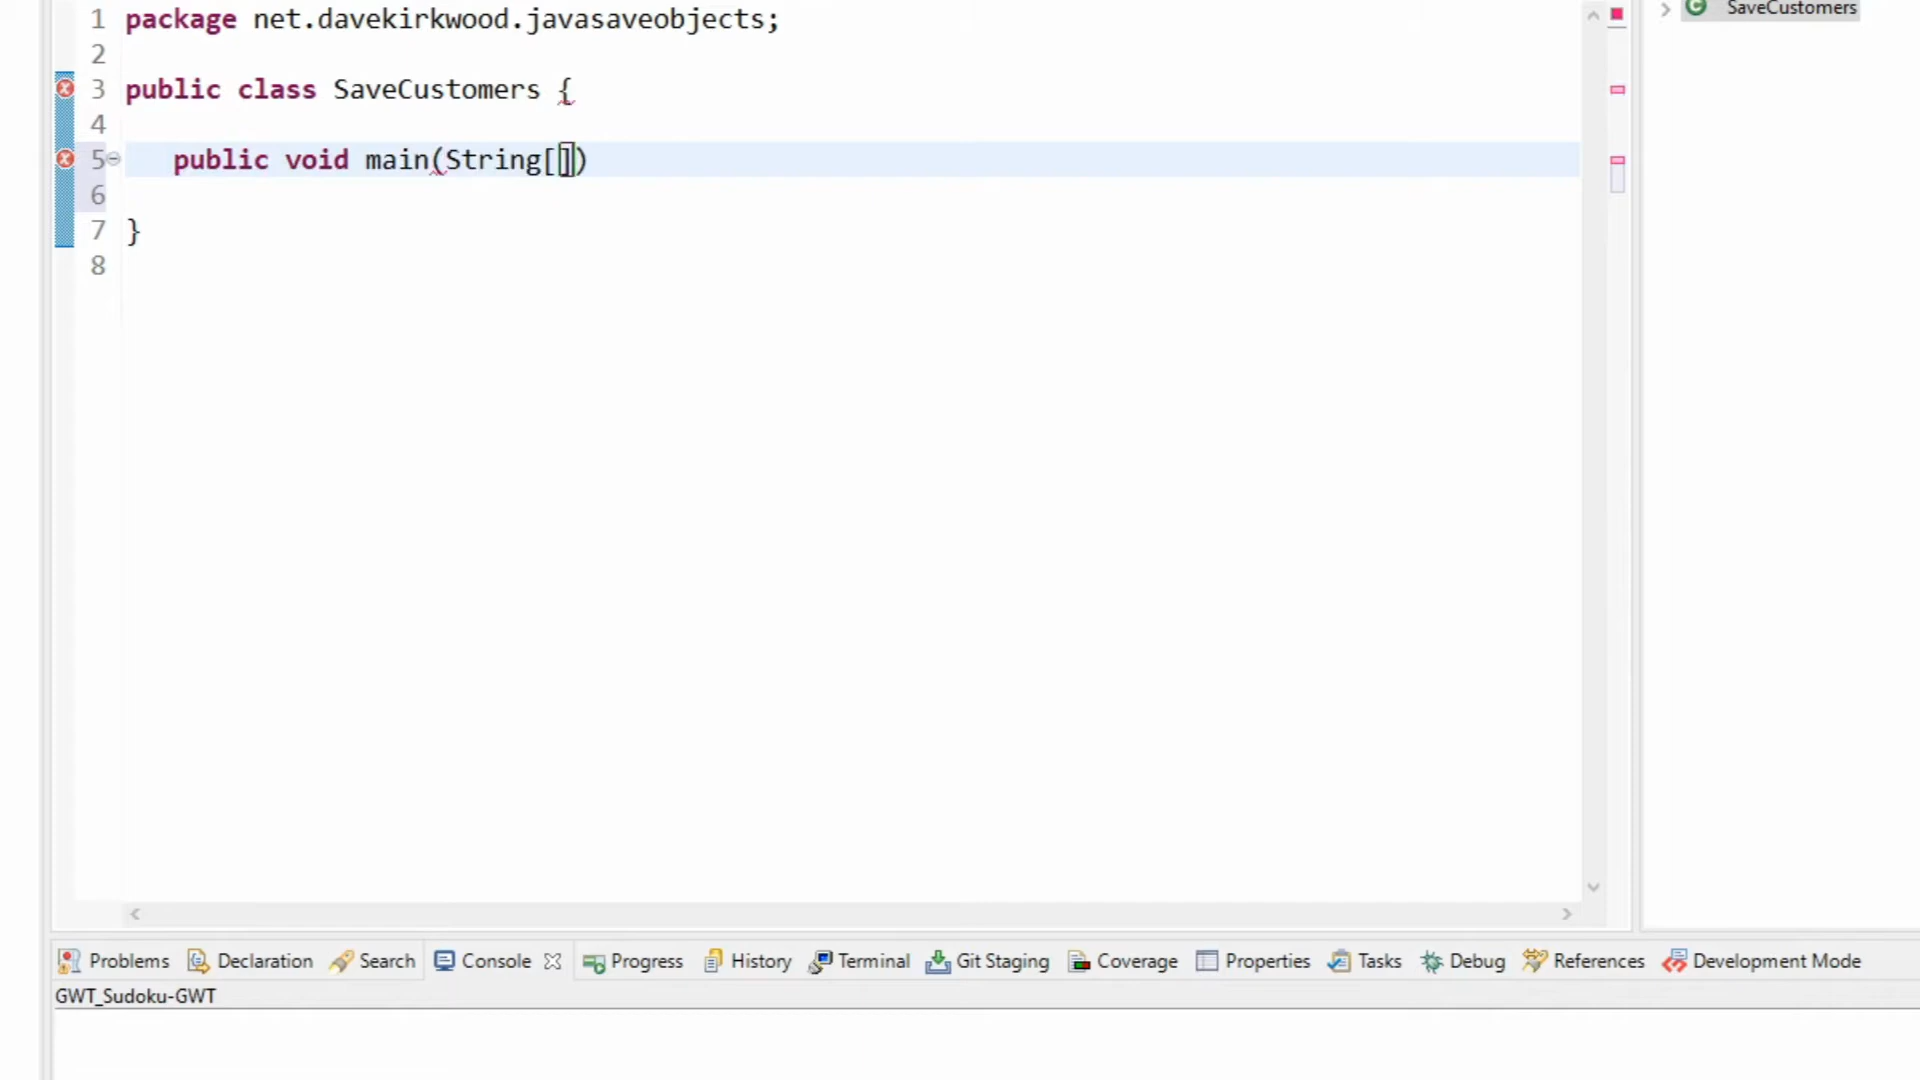 1 package net.davekirkwood.javasaveobjects;
SaveCustomers
2
3 public class SaveCustomers {
4
5 public void main(String[])
6
7 }
8
Problems Declaration Search Console Progress History Terminal Git Staging Coverage Properties Tasks Debug References Development Mode
GWT_Sudoku-GWT